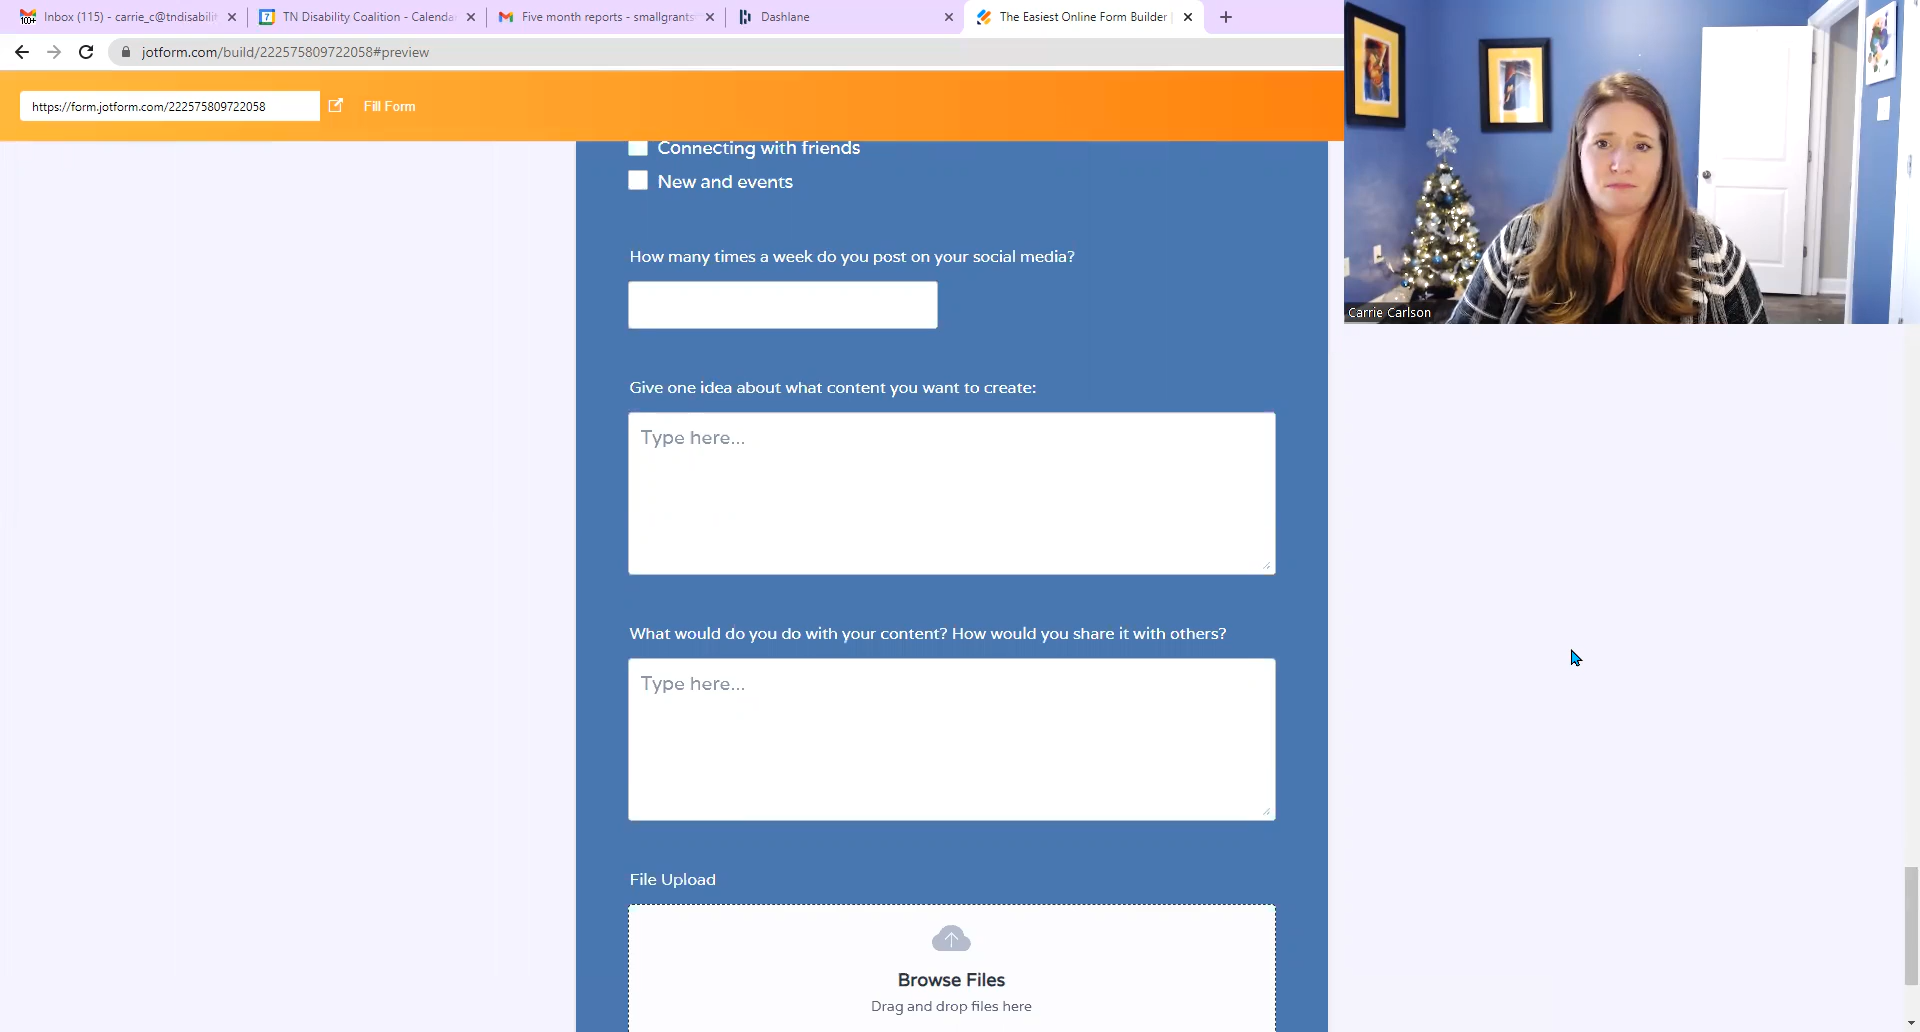 Inbox (115) - carrie_c@tndisabili
TN Disability Coalition - Calenda
Five month reports - smallgrants
Dashlane
The Easiest Online Form Builder |
jotform.com/build/222575809722058#preview
https://form.jotform.com/222575809722058
Fill Form
Connecting with friends
New and events
How many times a week do you post on your social media?
Give one idea about what content you want to create:
Type here...
What would do you do with your content? How would you share it with others?
Type here...
File Upload
Browse Files
Drag and drop files here
Carrie Carlson